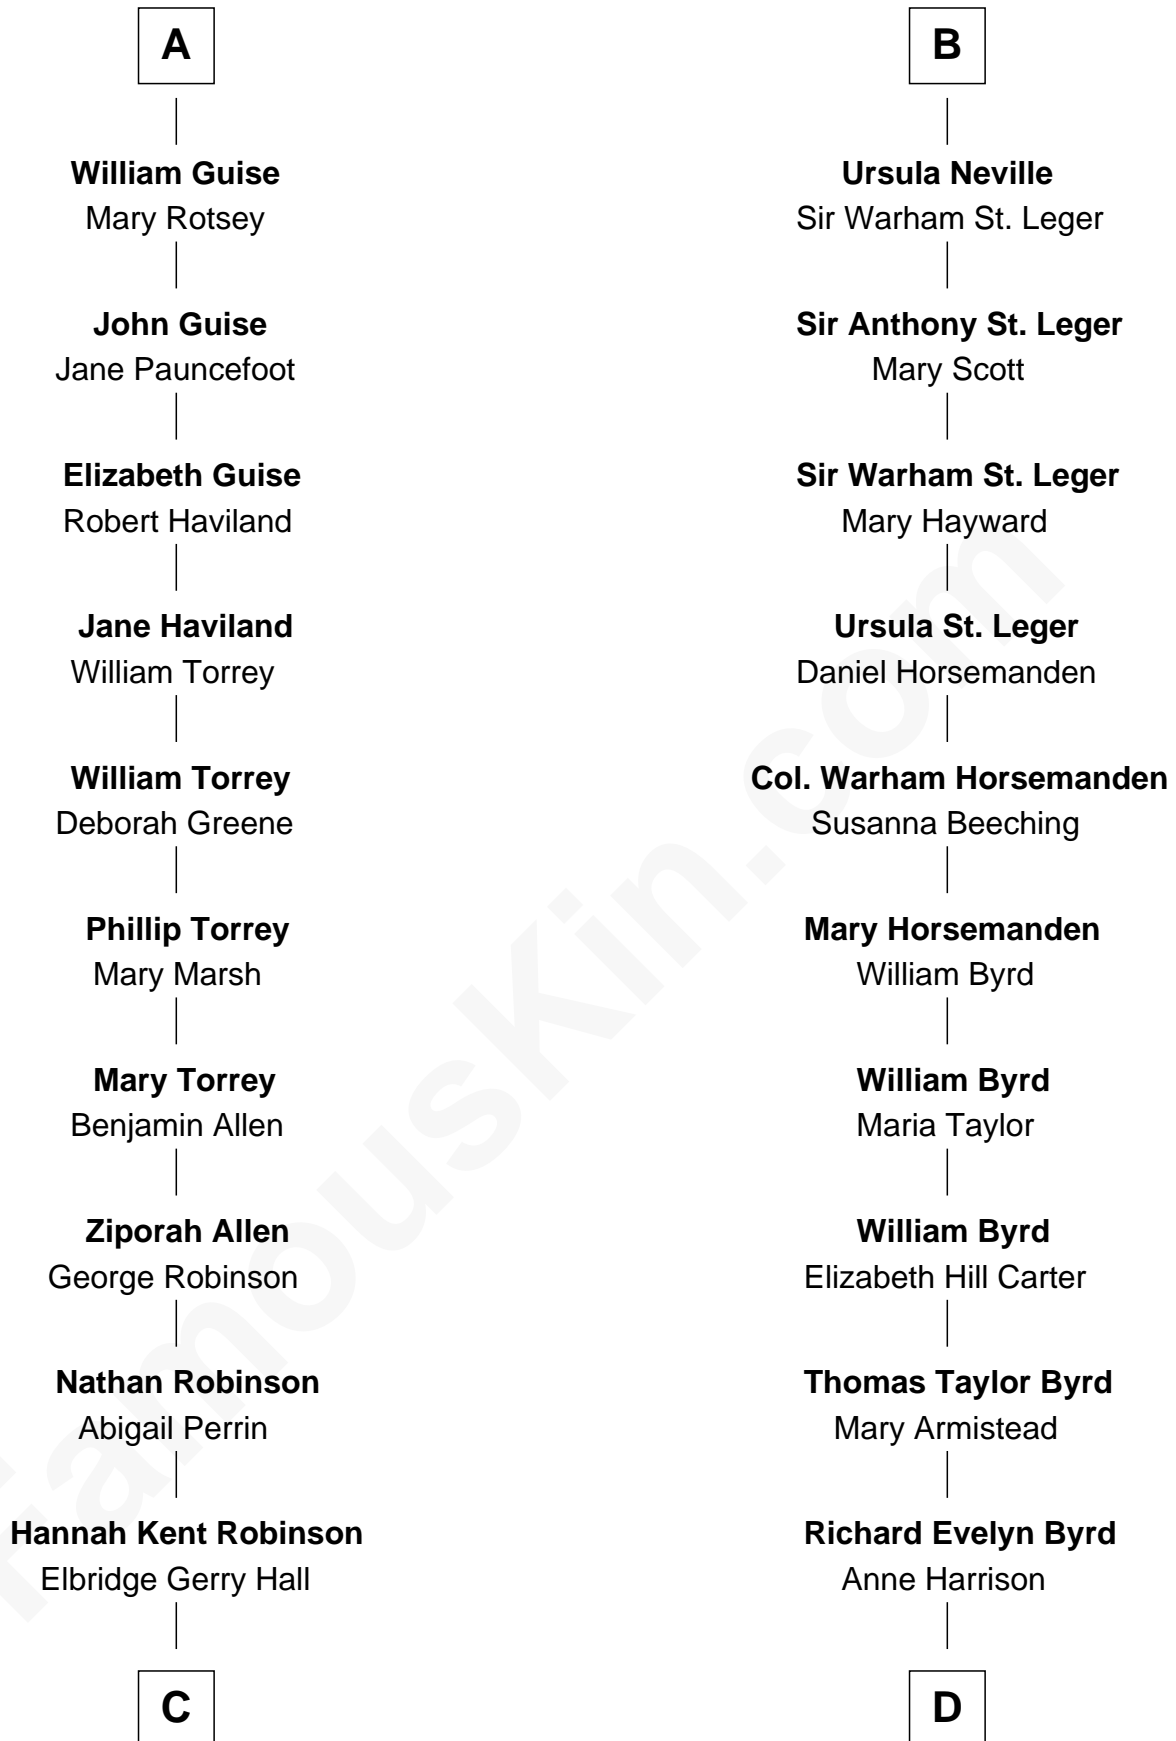 A
William Guise
Mary Rotsey
John Guise
Jane Pauncefoot
Elizabeth Guise
Robert Haviland
Jane Haviland
William Torrey
William Torrey
Deborah Greene
Phillip Torrey
Mary Marsh
Mary Torrey
Benjamin Allen
Ziporah Allen
George Robinson
Nathan Robinson
Abigail Perrin
Hannah Kent Robinson
Elbridge Gerry Hall
C
B
Ursula Neville
Sir Warham St. Leger
Sir Anthony St. Leger
Mary Scott
Sir Warham St. Leger
Mary Hayward
Ursula St. Leger
Daniel Horsemanden
Col. Warham Horsemanden
Susanna Beeching
Mary Horsemanden
William Byrd
William Byrd
Maria Taylor
William Byrd
Elizabeth Hill Carter
Thomas Taylor Byrd
Mary Armistead
Richard Evelyn Byrd
Anne Harrison
D
famouskin.com